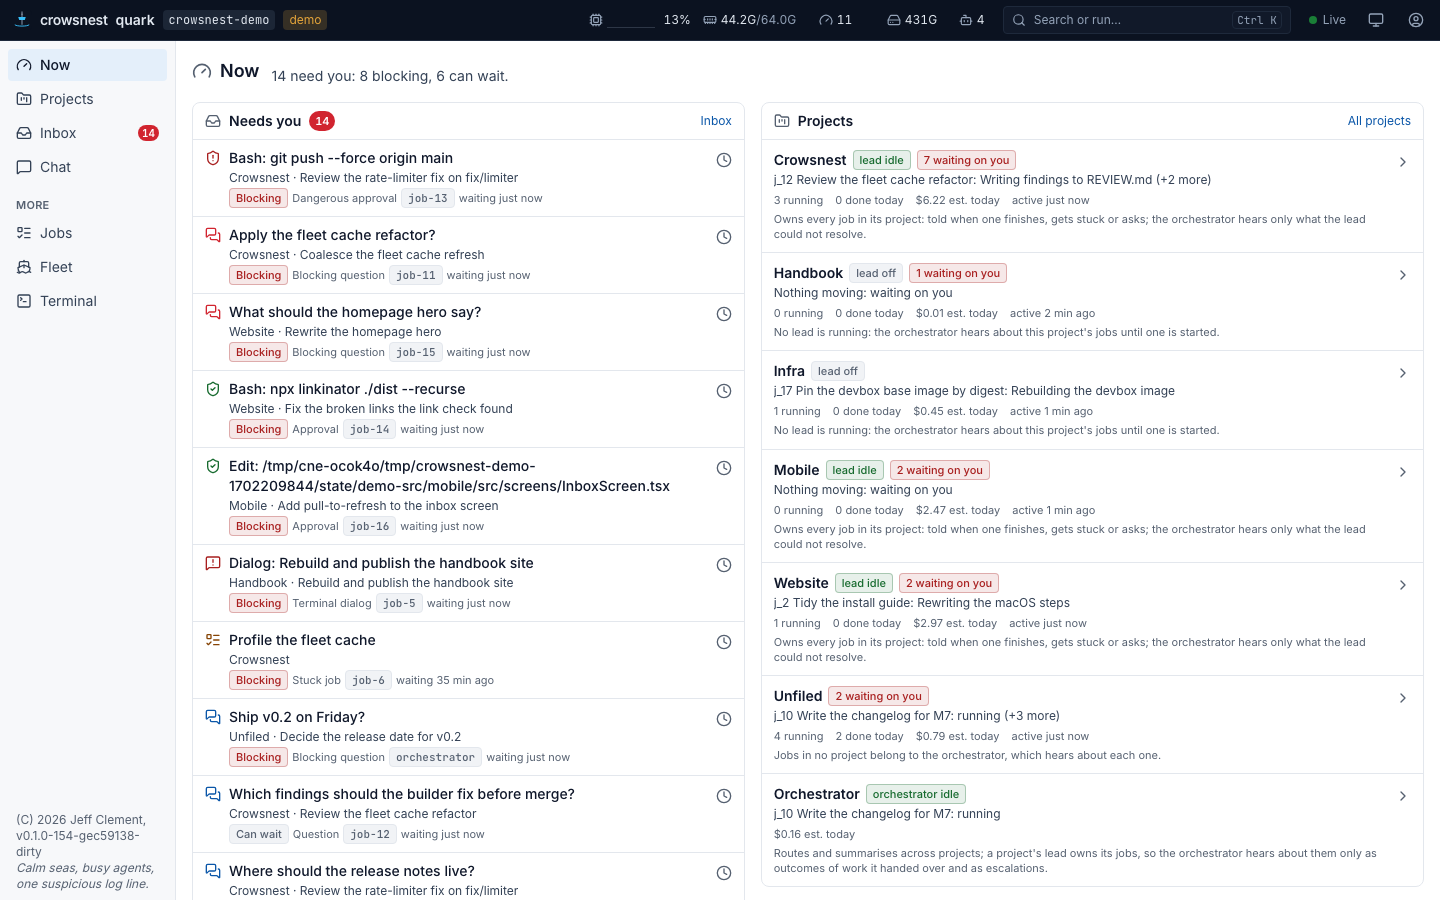 crowsnest quark crowsnest-demo demo 13% 44.2G/64.0G 11 431G 4 Search or run... Ctrl K Live
Now
Projects
Inbox 14
Chat
MORE
Jobs
Fleet
Terminal
(C) 2026 Jeff Clement,
v0.1.0-154-gec59138-
dirty
Calm seas, busy agents,
one suspicious log line.
Now 14 need you: 8 blocking, 6 can wait.
Needs you 14 Inbox
Bash: git push --force origin main
Crowsnest · Review the rate-limiter fix on fix/limiter
Blocking Dangerous approval job-13 waiting just now
Apply the fleet cache refactor?
Crowsnest · Coalesce the fleet cache refresh
Blocking Blocking question job-11 waiting just now
What should the homepage hero say?
Website · Rewrite the homepage hero
Blocking Blocking question job-15 waiting just now
Bash: npx linkinator ./dist --recurse
Website · Fix the broken links the link check found
Blocking Approval job-14 waiting just now
Edit: /tmp/cne-ocok4o/tmp/crowsnest-demo-
1702209844/state/demo-src/mobile/src/screens/InboxScreen.tsx
Mobile · Add pull-to-refresh to the inbox screen
Blocking Approval job-16 waiting just now
Dialog: Rebuild and publish the handbook site
Handbook · Rebuild and publish the handbook site
Blocking Terminal dialog job-5 waiting just now
Profile the fleet cache
Crowsnest
Blocking Stuck job job-6 waiting 35 min ago
Ship v0.2 on Friday?
Unfiled · Decide the release date for v0.2
Blocking Blocking question orchestrator waiting just now
Which findings should the builder fix before merge?
Crowsnest · Review the fleet cache refactor
Can wait Question job-12 waiting just now
Where should the release notes live?
Crowsnest · Review the rate-limiter fix on fix/limiter
Projects All projects
Crowsnest lead idle 7 waiting on you
j_12 Review the fleet cache refactor: Writing findings to REVIEW.md (+2 more)
3 running 0 done today $6.22 est. today active just now
Owns every job in its project: told when one finishes, gets stuck or asks; the orchestrator hears only what the lead
could not resolve.
Handbook lead off 1 waiting on you
Nothing moving: waiting on you
0 running 0 done today $0.01 est. today active 2 min ago
No lead is running: the orchestrator hears about this project's jobs until one is started.
Infra lead off
j_17 Pin the devbox base image by digest: Rebuilding the devbox image
1 running 0 done today $0.45 est. today active 1 min ago
No lead is running: the orchestrator hears about this project's jobs until one is started.
Mobile lead idle 2 waiting on you
Nothing moving: waiting on you
0 running 0 done today $2.47 est. today active 1 min ago
Owns every job in its project: told when one finishes, gets stuck or asks; the orchestrator hears only what the lead
could not resolve.
Website lead idle 2 waiting on you
j_2 Tidy the install guide: Rewriting the macOS steps
1 running 0 done today $2.97 est. today active just now
Owns every job in its project: told when one finishes, gets stuck or asks; the orchestrator hears only what the lead
could not resolve.
Unfiled 2 waiting on you
j_10 Write the changelog for M7: running (+3 more)
4 running 2 done today $0.79 est. today active just now
Jobs in no project belong to the orchestrator, which hears about each one.
Orchestrator orchestrator idle
j_10 Write the changelog for M7: running
$0.16 est. today
Routes and summarises across projects; a project's lead owns its jobs, so the orchestrator hears about them only as
outcomes of work it handed over and as escalations.